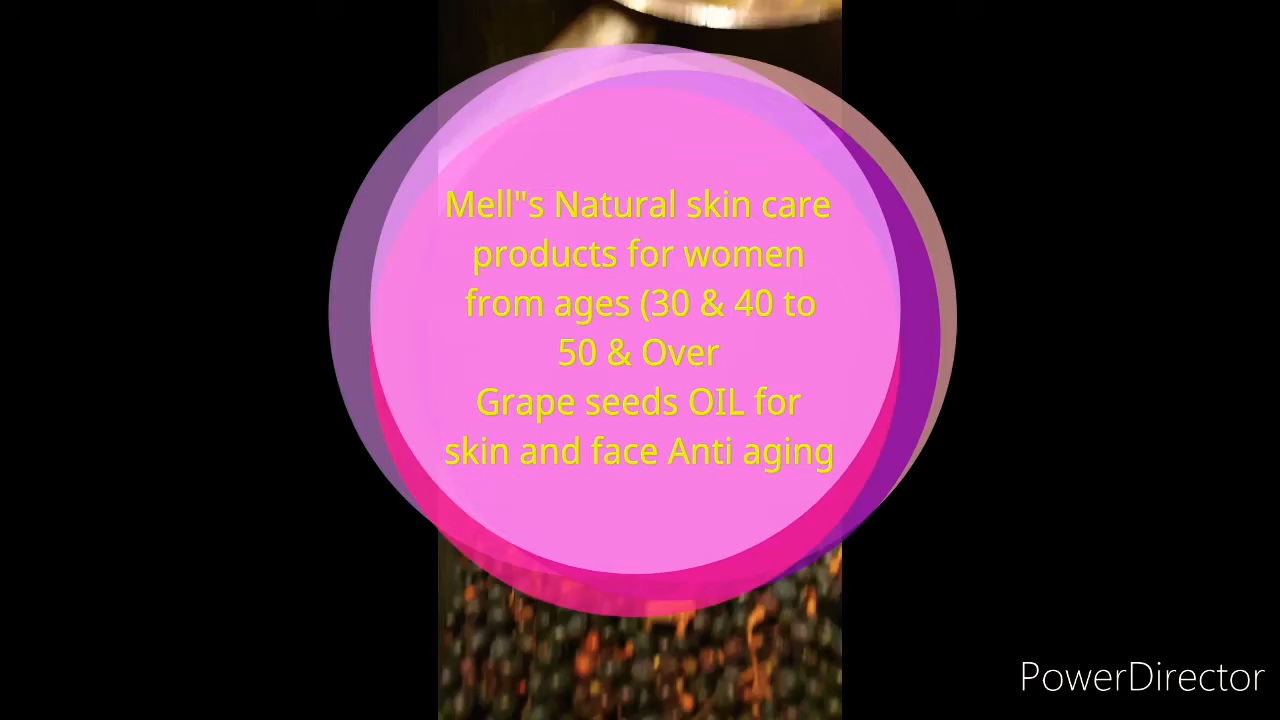 Mell"s Natural skin care
products for women
from ages (30 & 40 to
50 & Over
Grape seeds OIL for
skin and face Anti aging
PowerDirector